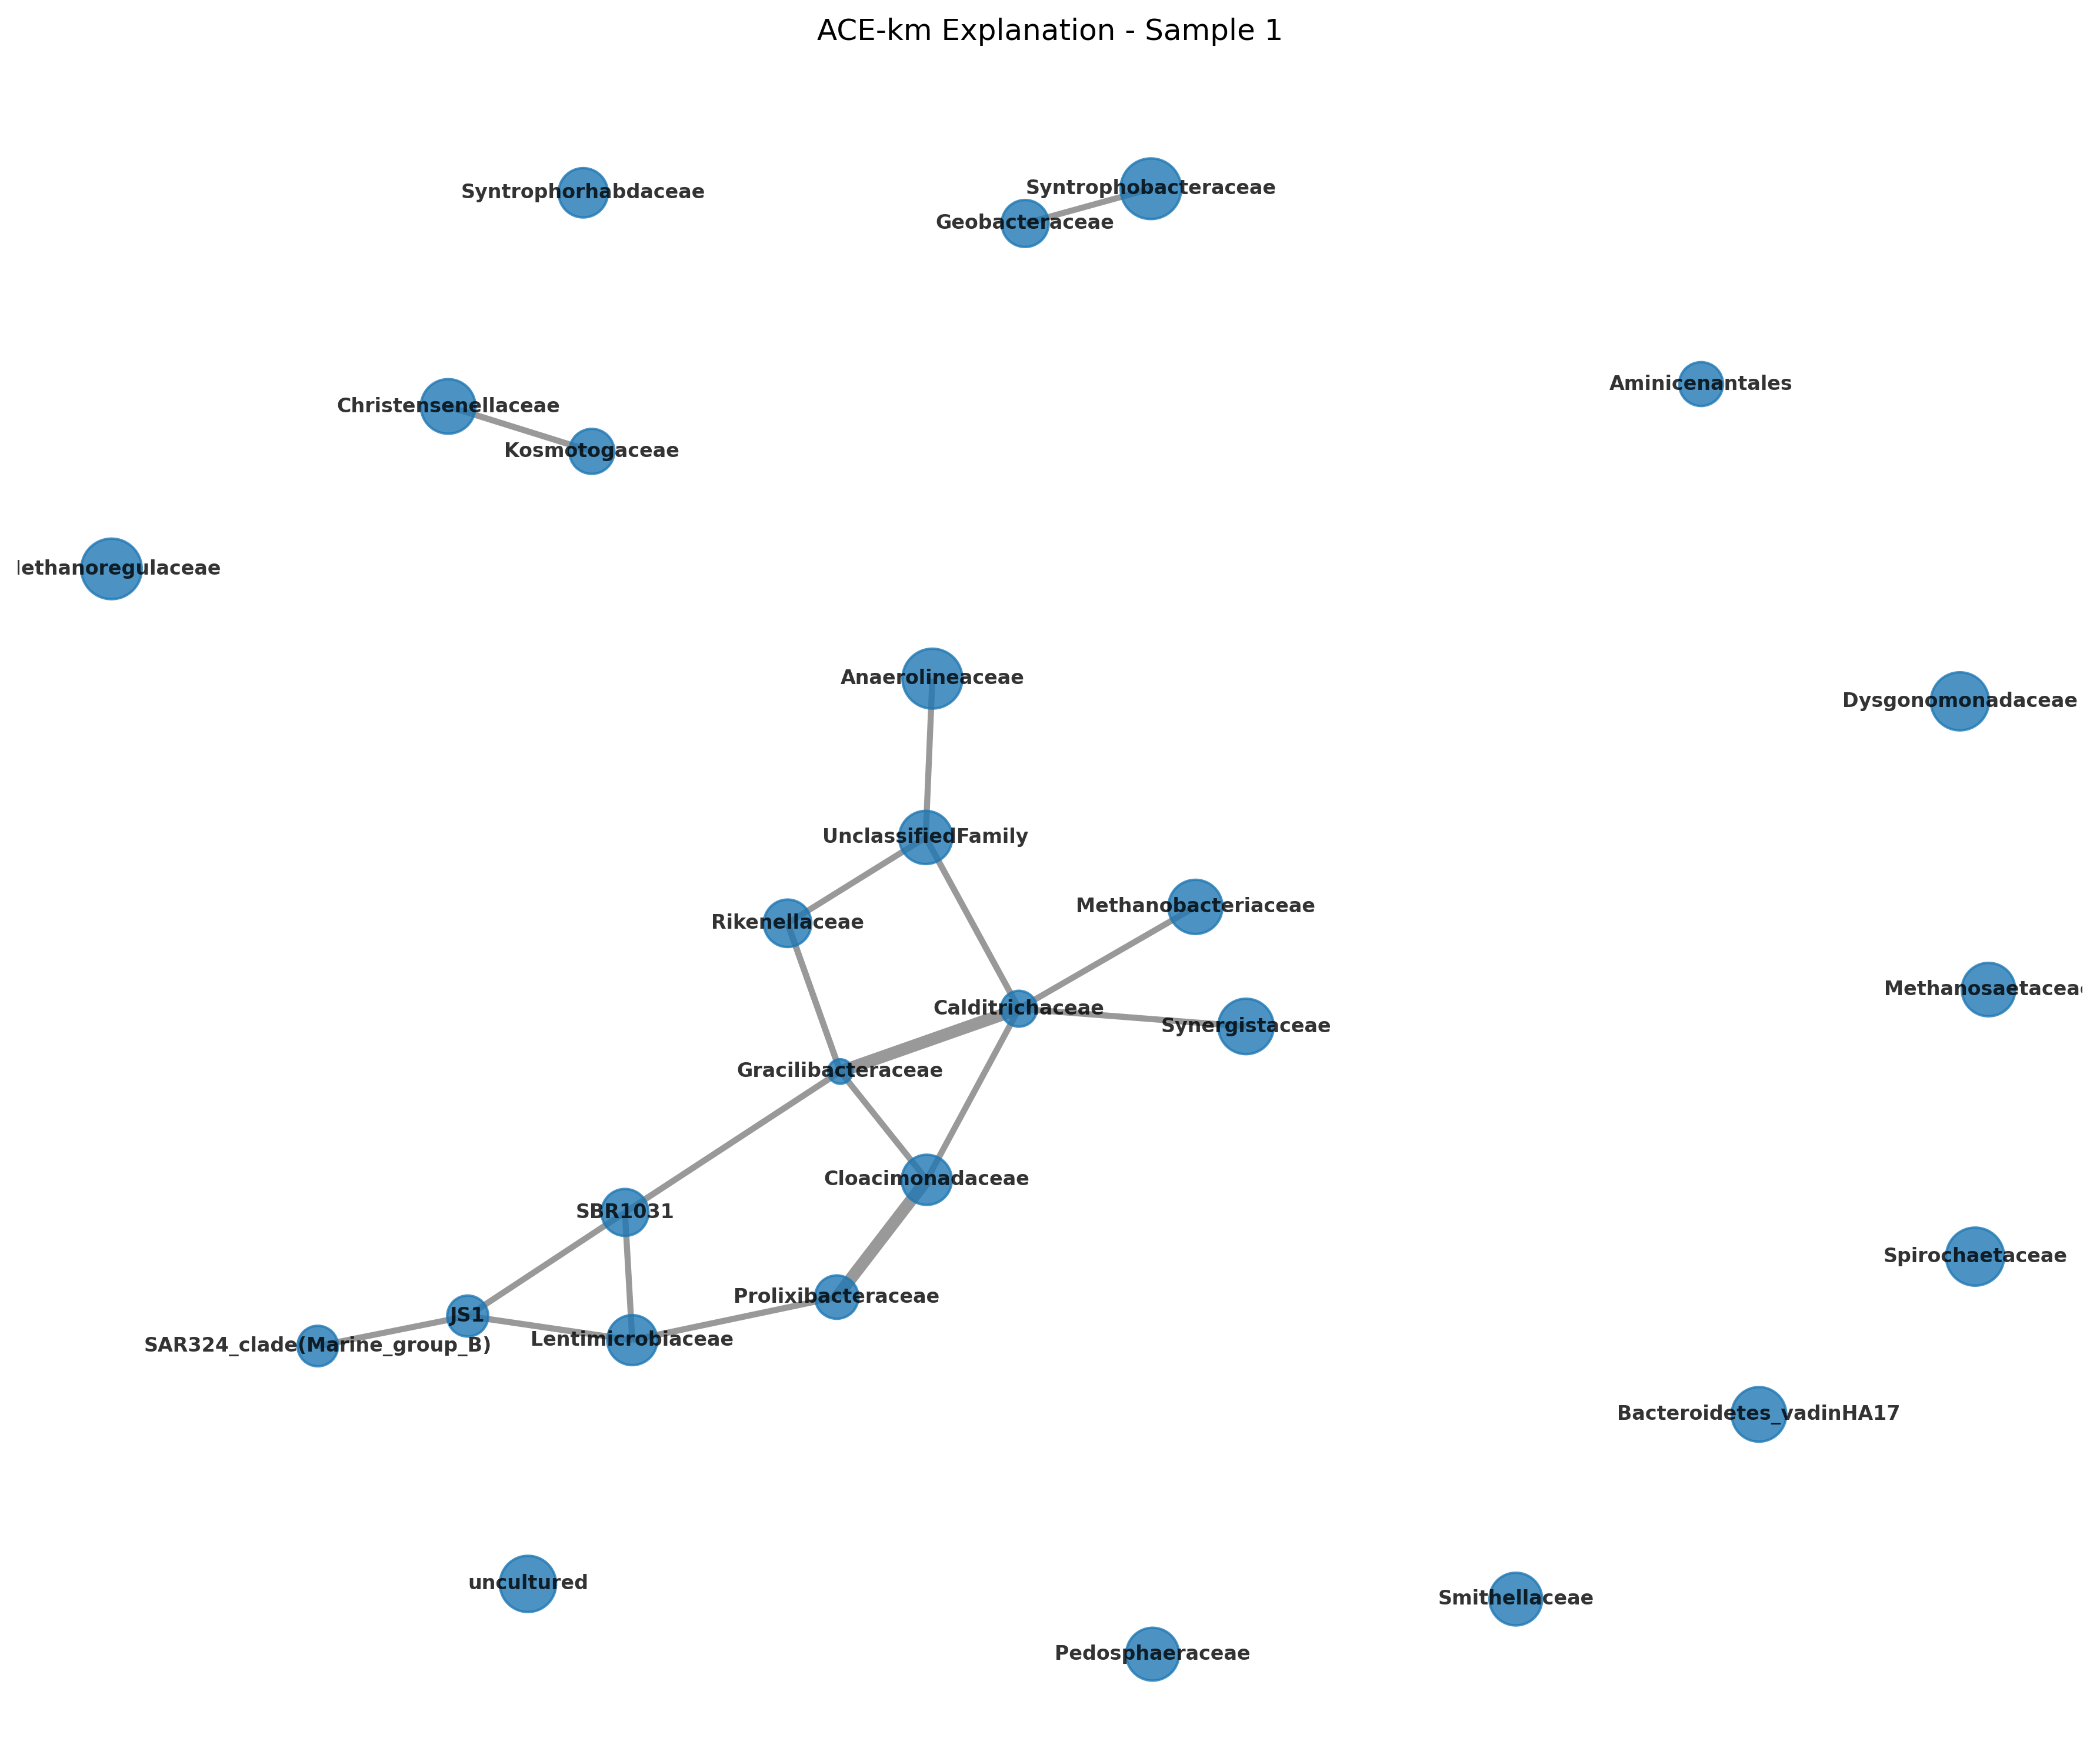 ACE-km Explanation - Sample 1
Syntrophobacteraceae
Syntrophorhabdaceae
Geobacteraceae
Aminicenantales
Christensenellaceae
Kosmotogaceae
lethanoregulaceae
Anaerolineaceae
Dysgonomonadaceae
UnclassifiedFamily
Methanobacteriaceae
Rikenellaceae
Methanosaetacea
Calditrichaceae
Synergistaceae
Gracilibacteraceae
Cloacimonadaceae
SBR1031
Spirochaetaceae
Prolixibacteraceae
JS1
Lentimicrobiaceae
SAR324_clade(Marine_group_B)
Bacteroidetes_vadinHA17
uncultured
Smithellaceae
Pedosphaeraceae